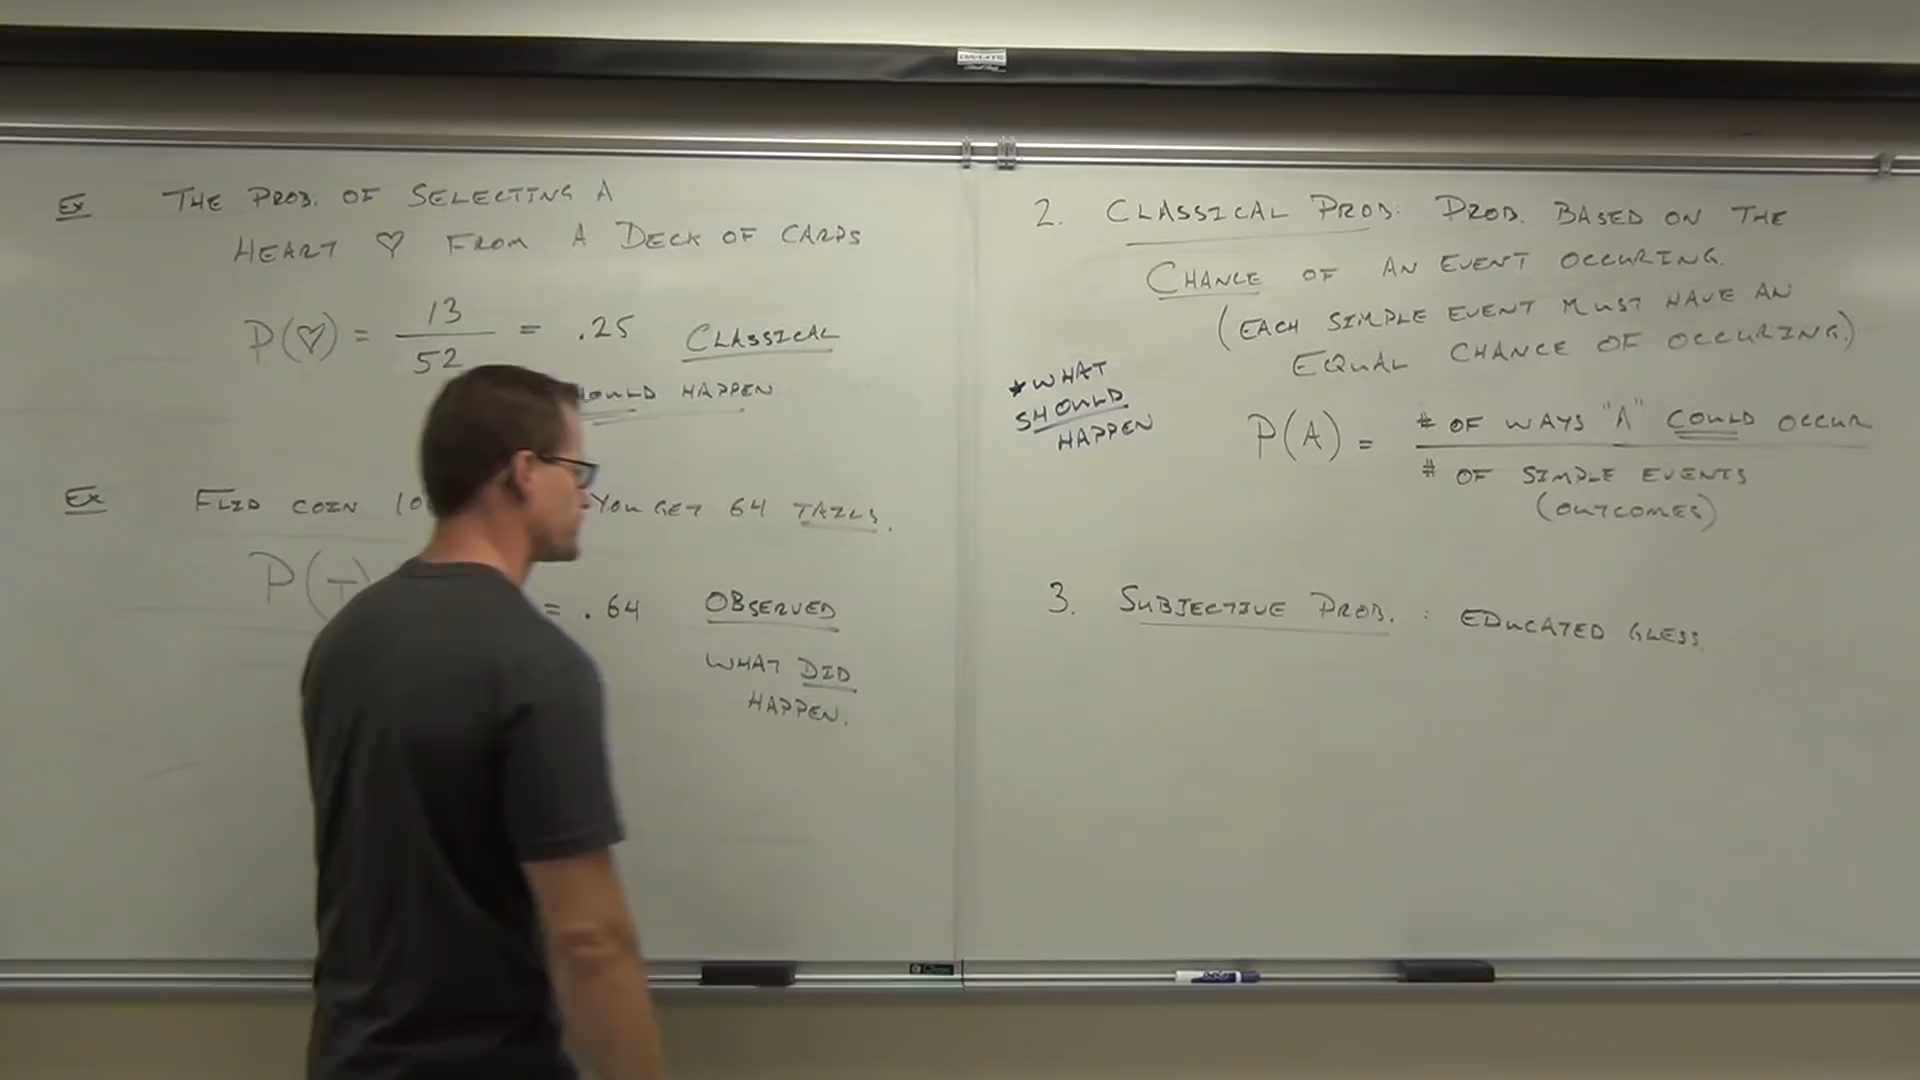 Ex THE PROB. OF SELECTING A
HEART ♡ FROM A DECK OF CARDS
P(♡) = 13/52 = .25 CLASSICAL
HAPPEN
Ex FLIP COIN YOU GET 64 TAILS.
P(T) = .64 OBSERVED
WHAT DID
HAPPEN.
2. CLASSICAL PROB: PROB. BASED ON THE
CHANCE OF AN EVENT OCCURING.
(EACH SIMPLE EVENT MUST HAVE AN
EQUAL CHANCE OF OCCURING.)
*WHAT
SHOULD
HAPPEN
P(A) = # OF WAYS "A" COULD OCCUR
# OF SIMPLE EVENTS
(OUTCOMES)
3. SUBJECTIVE PROB. : EDUCATED GUESS.